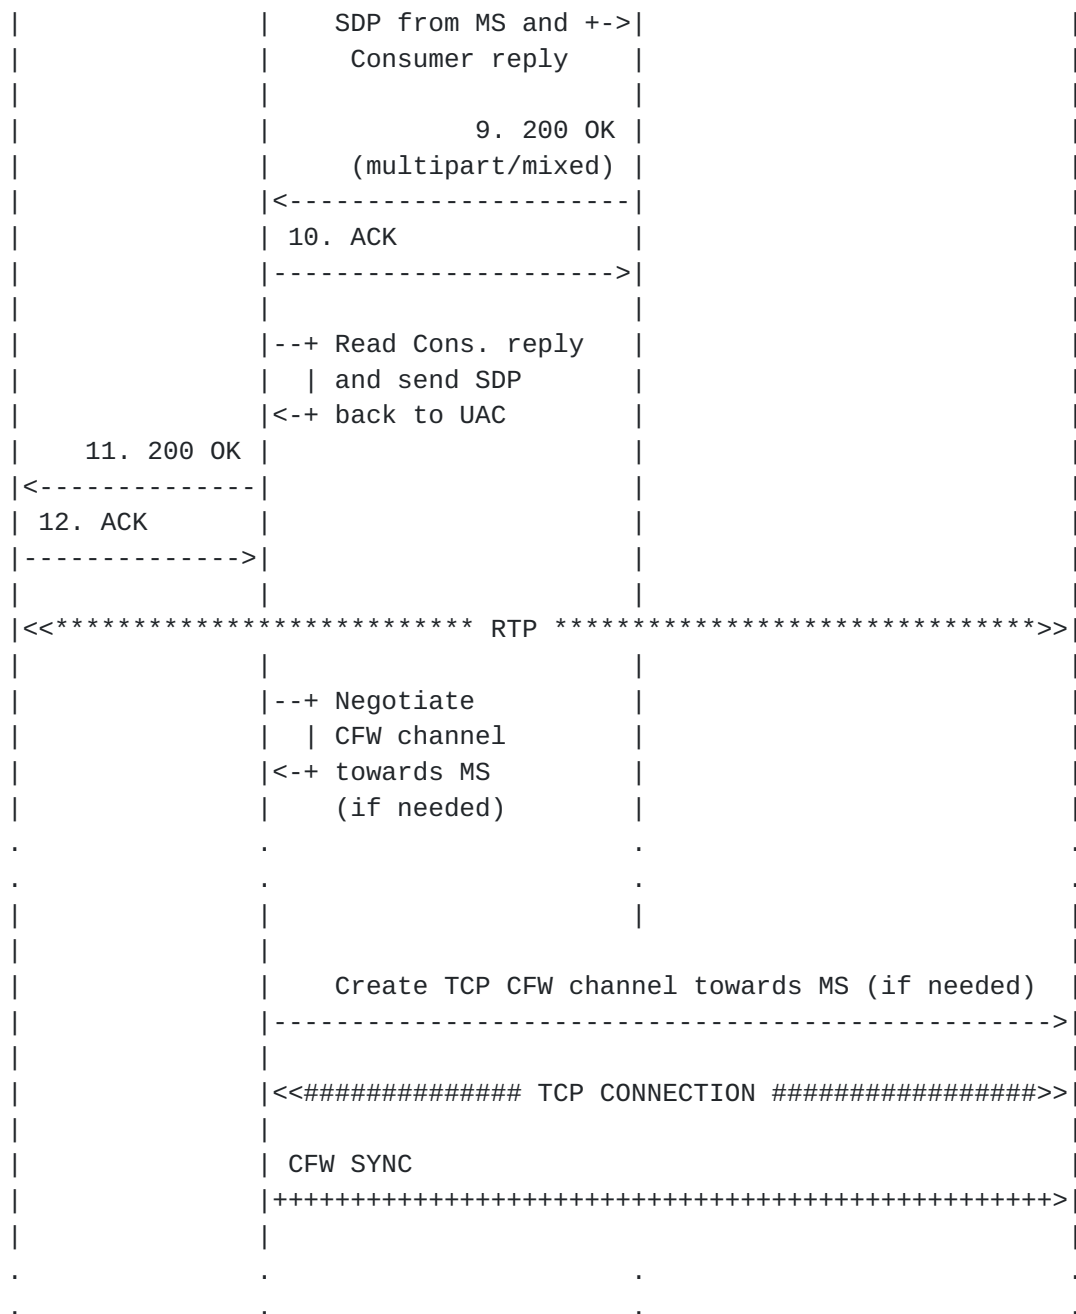 |               |    SDP from MS and +->|                           |
|               |     Consumer reply    |                           |
|               |                       |                           |
|               |             9. 200 OK |                           |
|               |     (multipart/mixed) |                           |
|               |<----------------------|                           |
|               | 10. ACK               |                           |
|               |---------------------->|                           |
|               |                       |                           |
|               |--+ Read Cons. reply   |                           |
|               |  | and send SDP       |                           |
|               |<-+ back to UAC        |                           |
|    11. 200 OK |                       |                           |
|<--------------|                       |                           |
| 12. ACK       |                       |                           |
|-------------->|                       |                           |
|               |                       |                           |
|<<*************************** RTP *******************************>>|
|               |                       |                           |
|               |--+ Negotiate          |                           |
|               |  | CFW channel        |                           |
|               |<-+ towards MS         |                           |
|               |    (if needed)        |                           |
.               .                       .                           .
.               .                       .                           .
|               |                       |                           |
|               |                                                   |
|               |    Create TCP CFW channel towards MS (if needed)  |
|               |-------------------------------------------------->|
|               |                                                   |
|               |<<############## TCP CONNECTION #################>>|
|               |                                                   |
|               | CFW SYNC                                          |
|               |++++++++++++++++++++++++++++++++++++++++++++++++++>|
|               |                                                   |
.               .                       .                           .
.               .                       .                           .